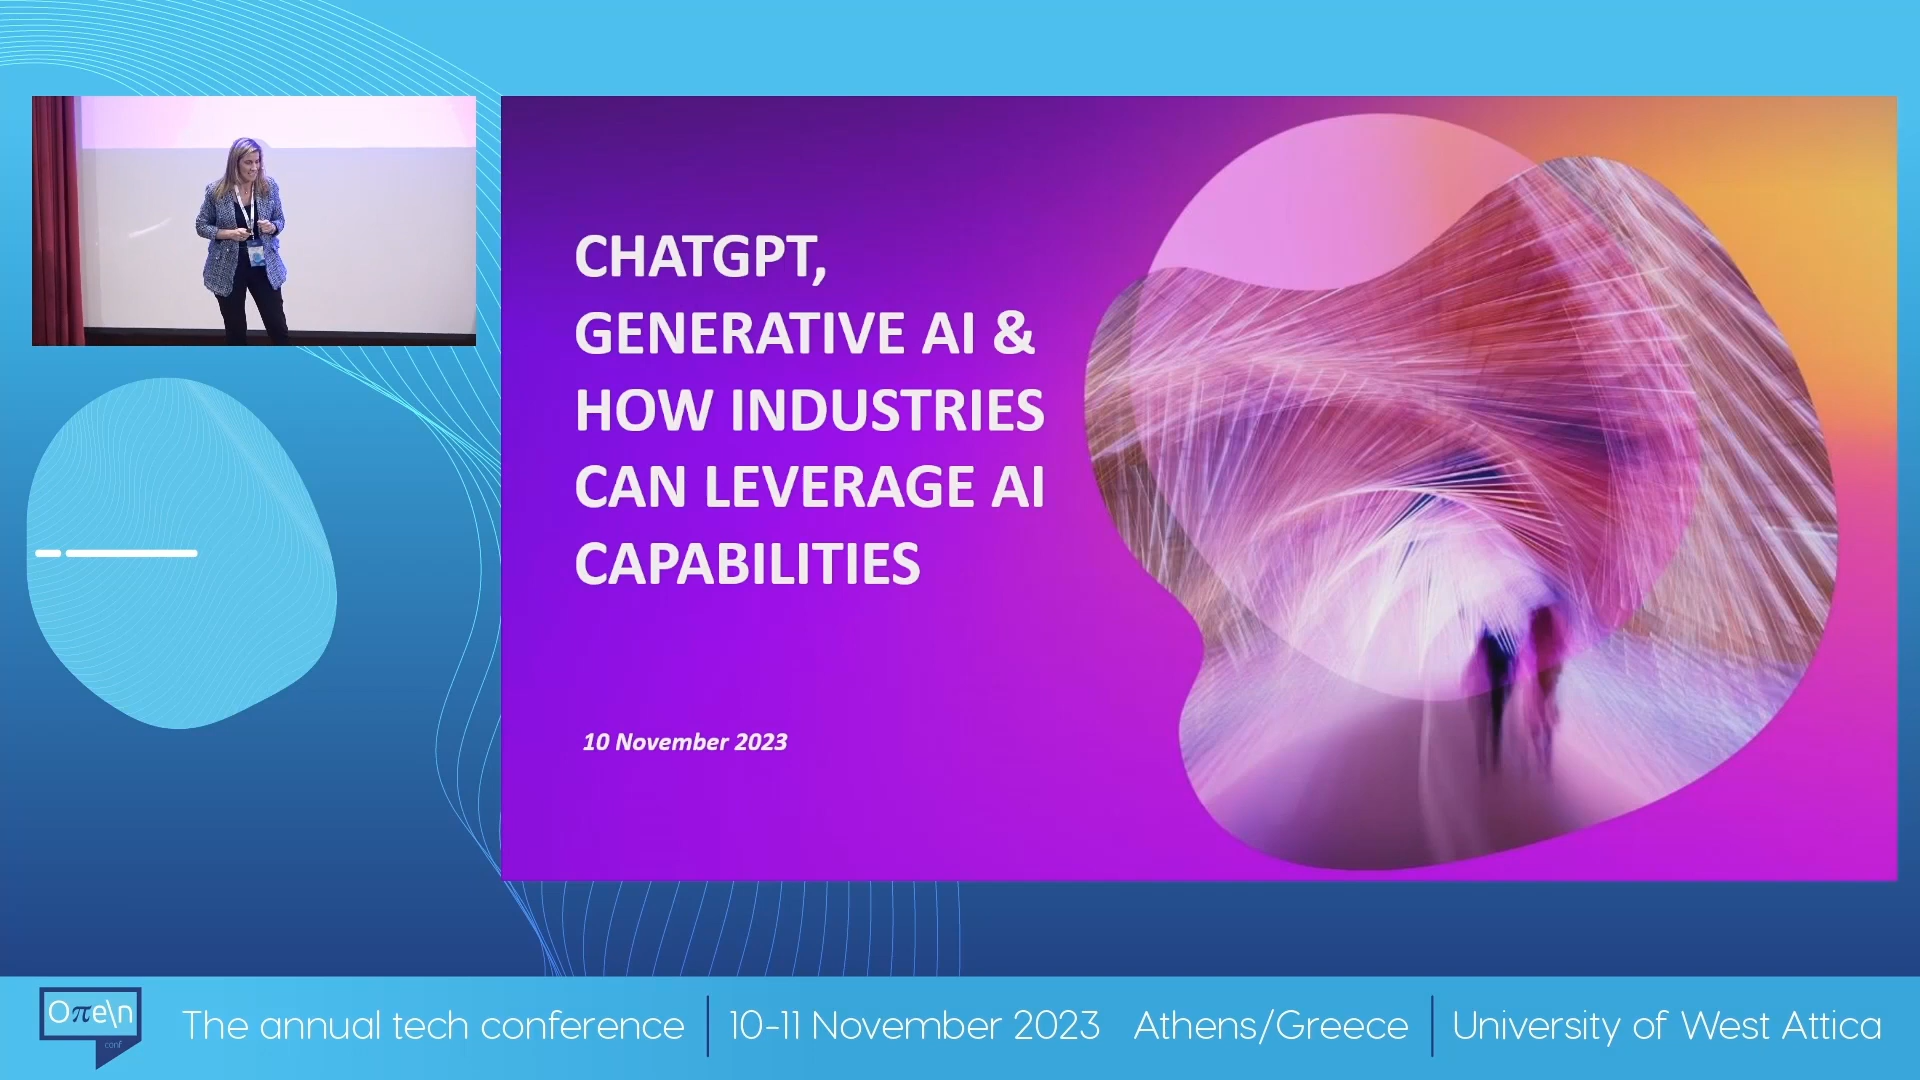 CHATGPT,
GENERATIVE AI &
HOW INDUSTRIES
CAN LEVERAGE AI
CAPABILITIES
10 November 2023
Oπe\n
conf
The annual tech conference
10-11 November 2023 Athens/Greece
University of West Attica